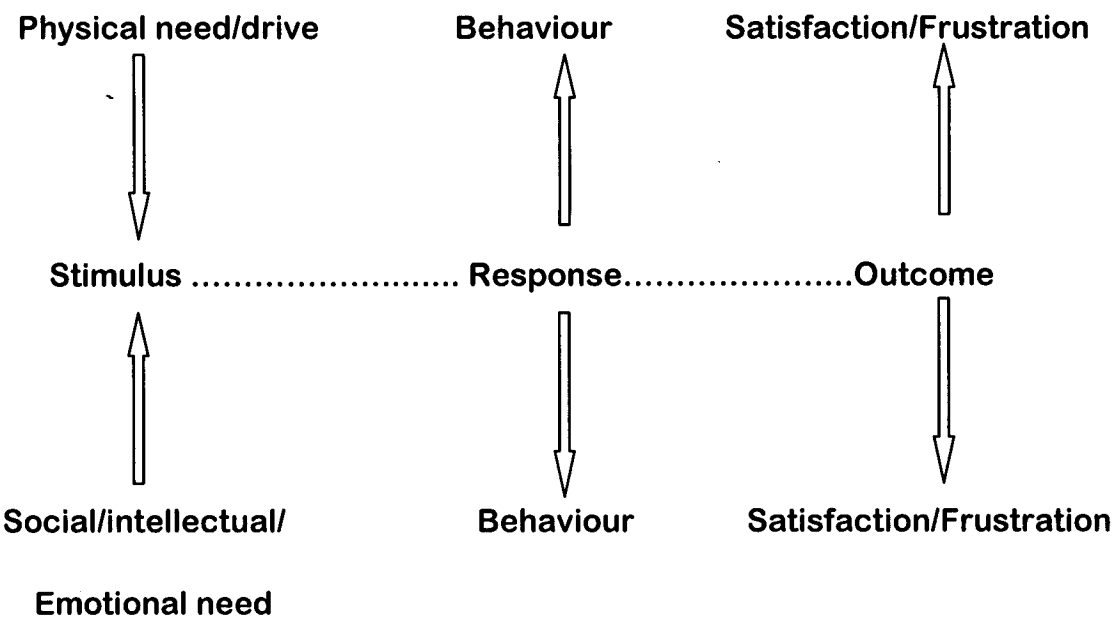 Physical need/drive Behaviour Satisfaction/Frustration
Stimulus .......................... Response.......................Outcome
Social/intellectual/ Behaviour Satisfaction/Frustration
Emotional need